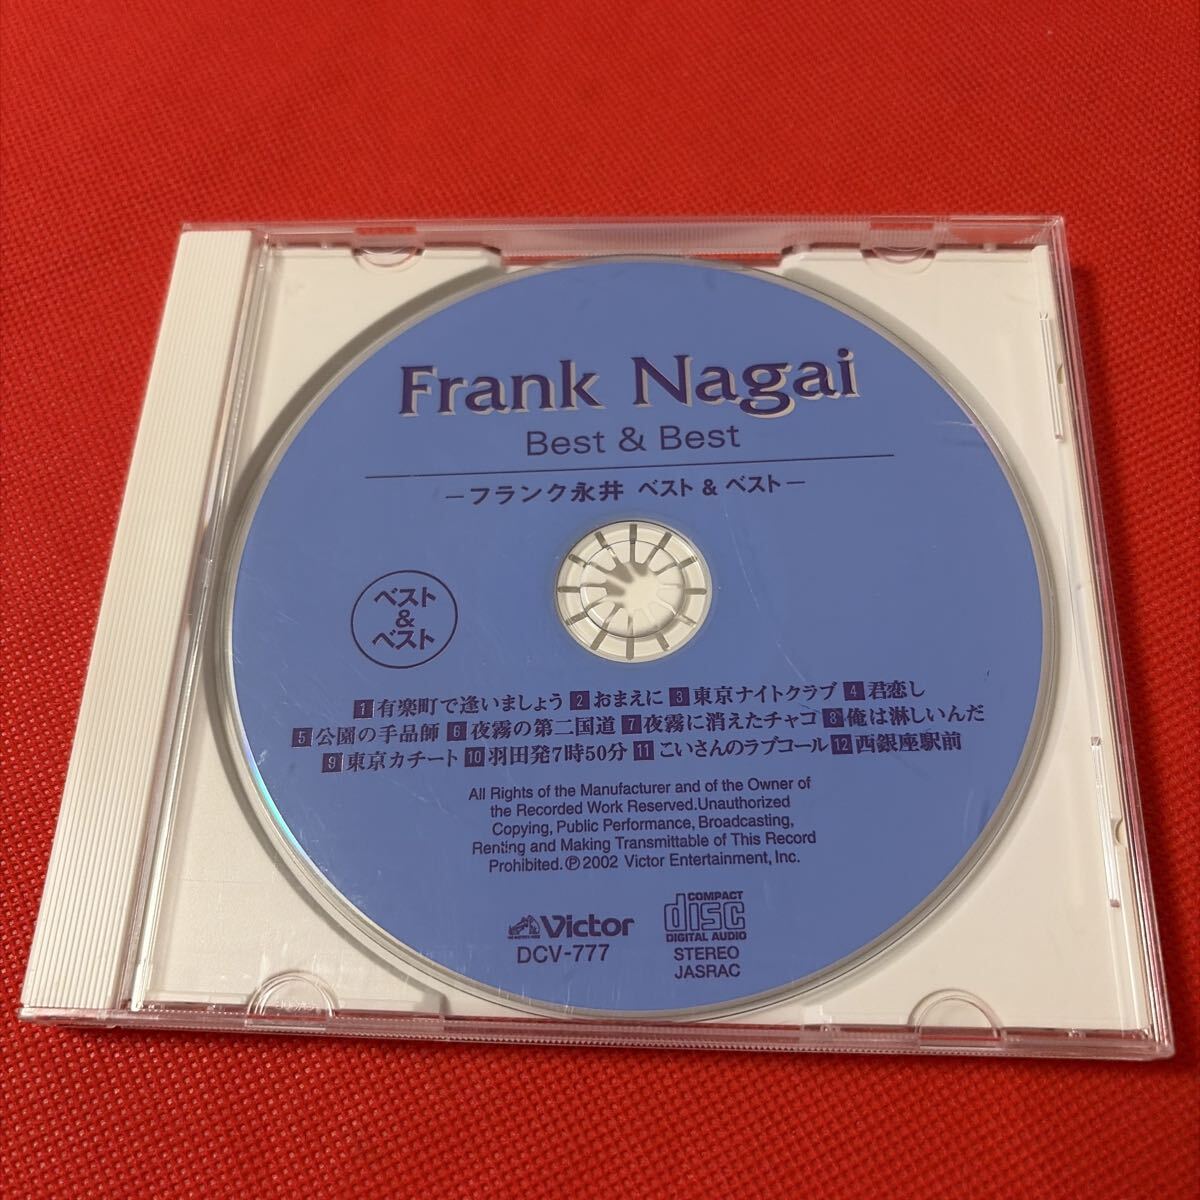 Frank Nagai
Best & Best
−フランク永井 ベスト & ベスト−
ベスト
&
ベスト
1 有楽町で逢いましょう 2 おまえに 3 東京ナイトクラブ 4 君恋し
5 公園の手品師 6 夜霧の第二国道 7 夜霧に消えたチャコ 8 俺は淋しいんだ
9 東京カチート 10 羽田発7時50分 11 こいさんのラブコール 12 西銀座駅前
All Rights of the Manufacturer and of the Owner of
the Recorded Work Reserved.Unauthorized
Copying, Public Performance, Broadcasting,
Renting and Making Transmittable of This Record
Prohibited. ℗ 2002 Victor Entertainment, Inc.
Victor
DCV-777
COMPACT
disc
DIGITAL AUDIO
STEREO
JASRAC